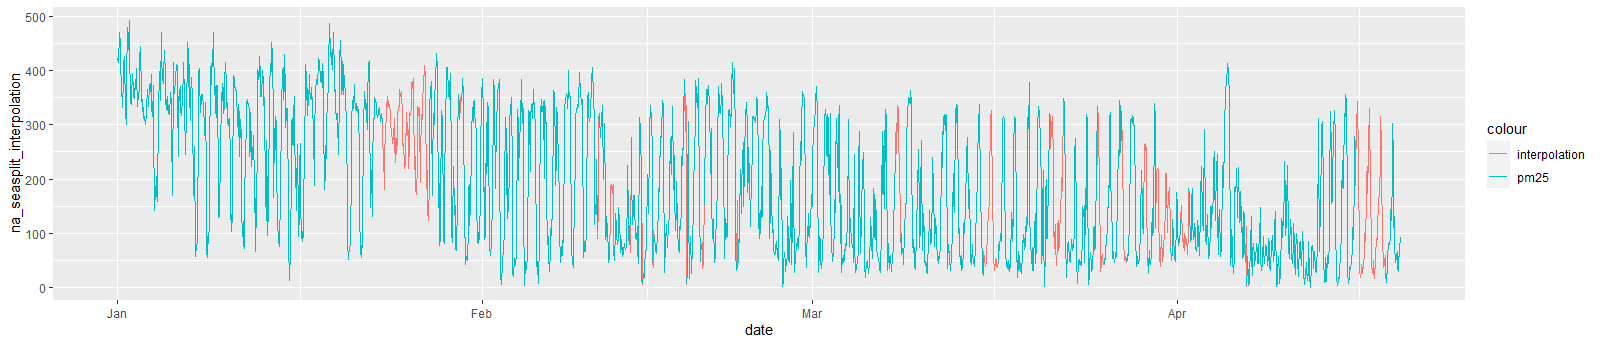 na_seasplit_interpolation
500
400
300
200
100
0
Jan
Feb
Mar
Apr
date
colour
interpolation
pm25